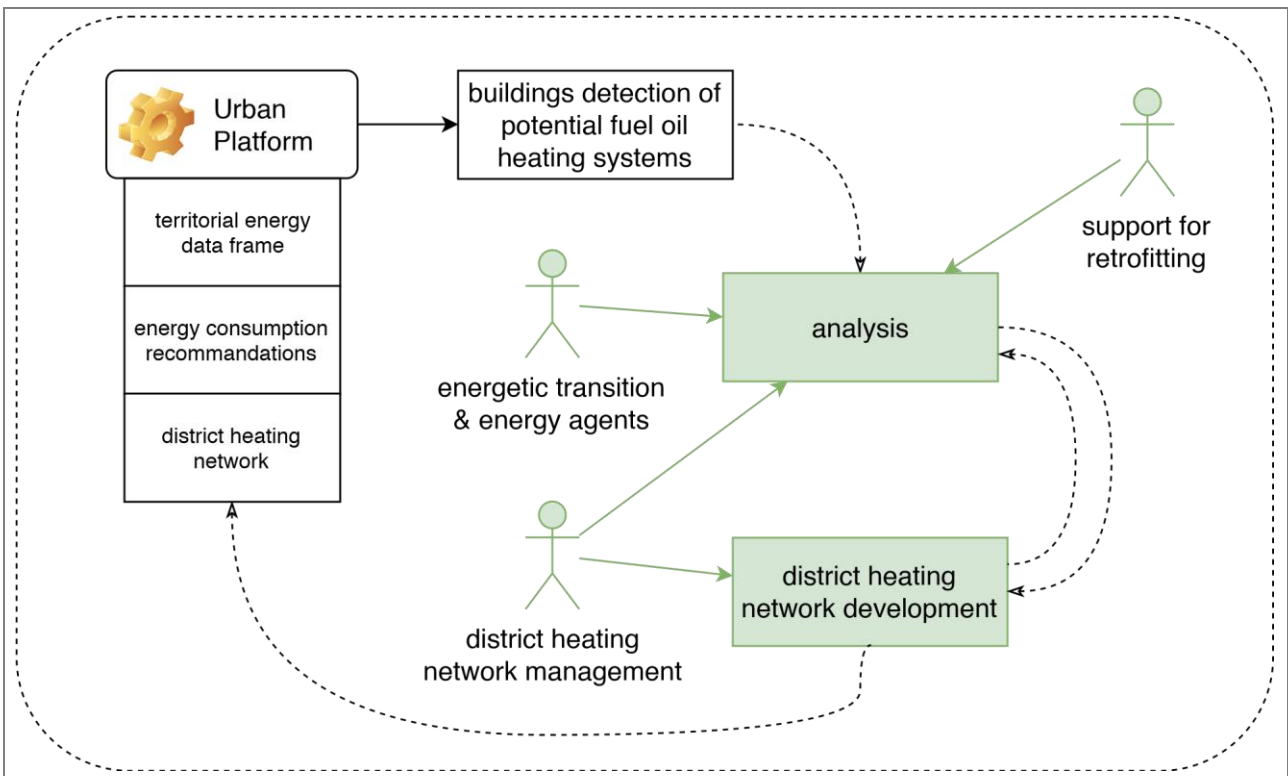 Urban
Platform
buildings detection of
potential fuel oil
heating systems
territorial energy
data frame
support for
retrofitting
energy consumption
recommandations
analysis
energetic transition
& energy agents
district heating
network
district heating
network development
district heating
network management